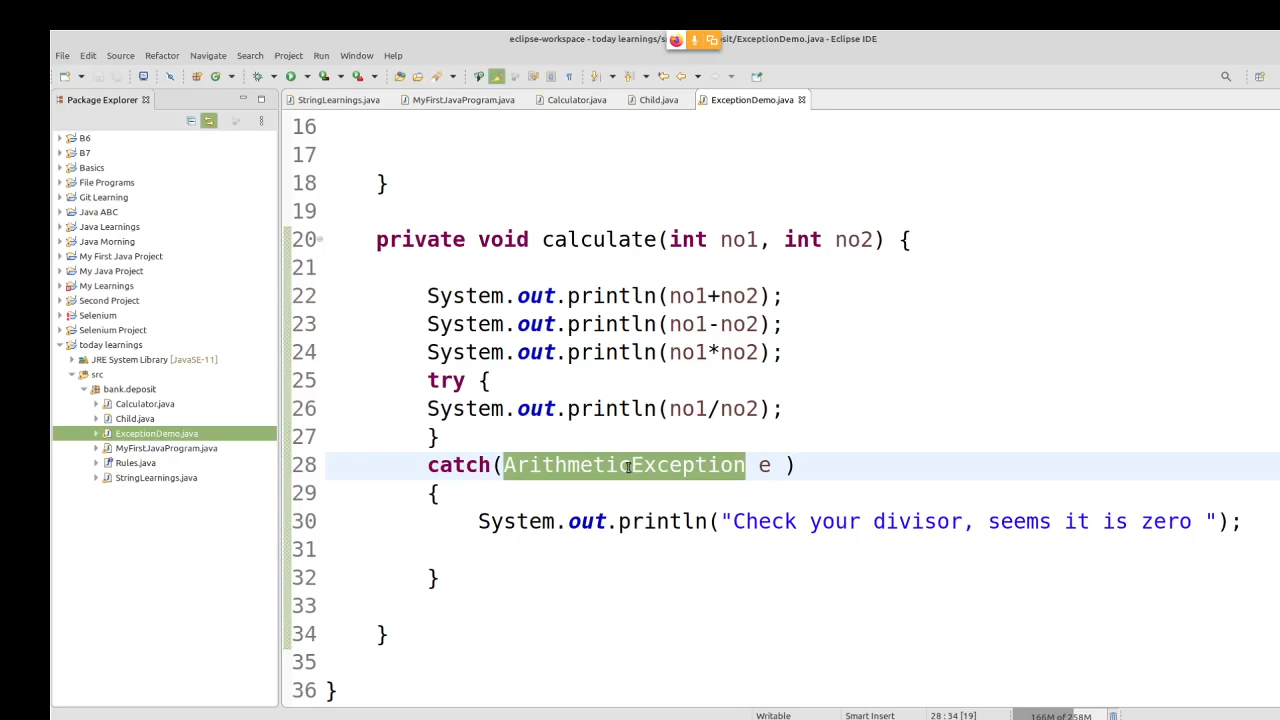 eclipse-workspace - today learnings/s sit/ExceptionDemo.java - Eclipse IDE
File Edit Source Refactor Navigate Search Project Run Window Help
Package Explorer
StringLearnings.java MyFirstJavaProgram.java Calculator.java Child.java ExceptionDemo.java
B6
B7
Basics
File Programs
Git Learning
Java ABC
Java Learnings
Java Morning
My First Java Project
My Java Project
My Learnings
Second Project
Selenium
Selenium Project
today learnings
JRE System Library [JavaSE-11]
src
bank.deposit
Calculator.java
Child.java
ExceptionDemo.java
MyFirstJavaProgram.java
Rules.java
StringLearnings.java
16
17
18 }
19
20 private void calculate(int no1, int no2) {
21
22 System.out.println(no1+no2);
23 System.out.println(no1-no2);
24 System.out.println(no1*no2);
25 try {
26 System.out.println(no1/no2);
27 }
28 catch(ArithmeticException e )
29 {
30 System.out.println("Check your divisor, seems it is zero ");
31
32 }
33
34 }
35
36 }
Writable Smart Insert 28 : 34 [19] 166M of 258M